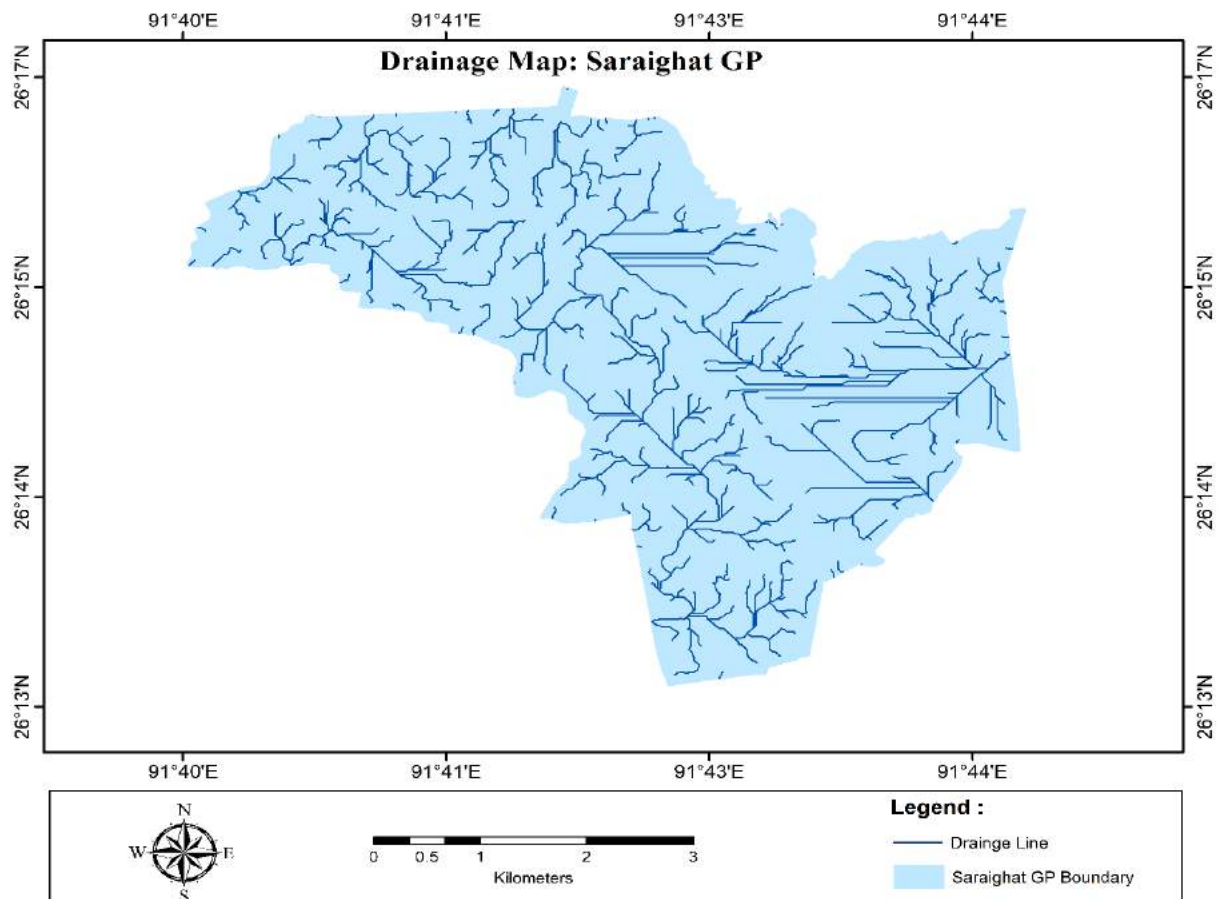 91°40'E 91°41'E 91°43'E 91°44'E
Drainage Map: Saraighat GP
26°17'N 26°17'N
26°15'N 26°15'N
26°14'N 26°14'N
26°13'N 26°13'N
91°40'E 91°41'E 91°43'E 91°44'E
N
W E
S
0 0.5 1 2 3
Kilometers
Legend :
Drainge Line
Saraighat GP Boundary